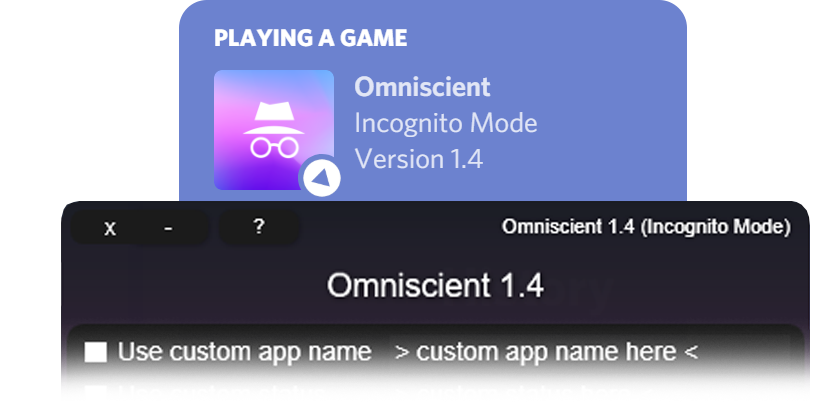 PLAYING A GAME
Omniscient
Incognito Mode
Version 1.4
x - ?
Omniscient 1.4 (Incognito Mode)
Omniscient 1.4
Use custom app name > custom app name here <